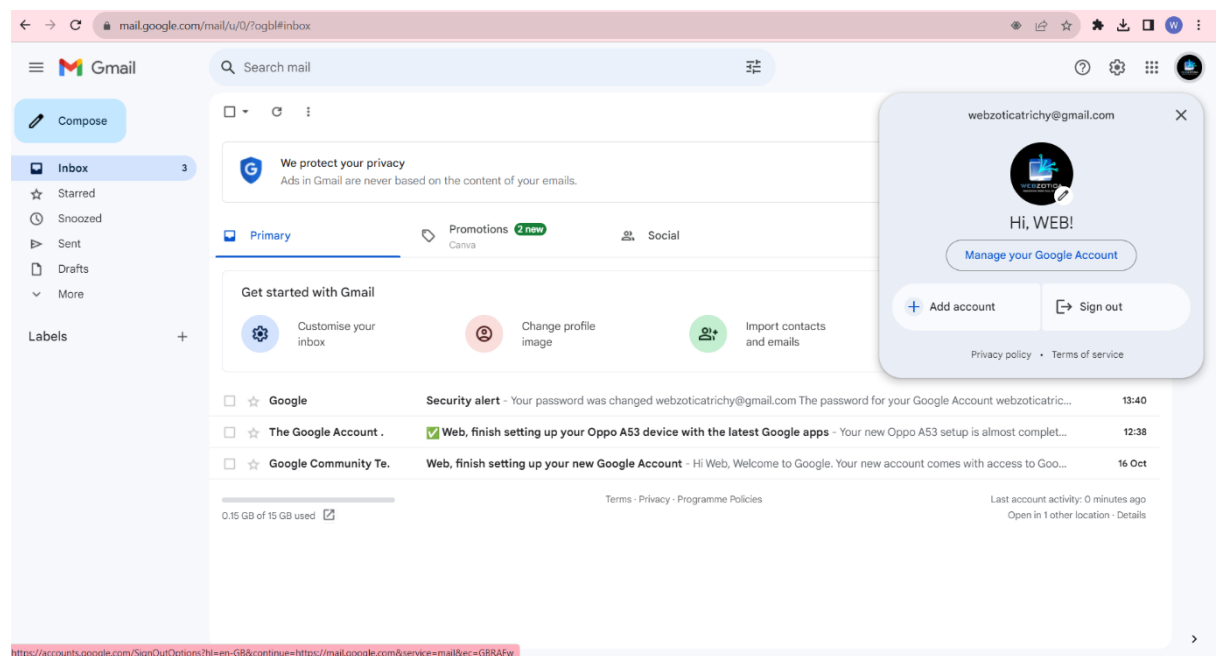 mail.google.com/mail/u/0/?ogbl#inbox
W
Gmail
Search mail
Compose
Inbox 3
Starred
Snoozed
Sent
Drafts
More
Labels
We protect your privacy
Ads in Gmail are never based on the content of your emails.
Primary
Promotions 2 new
Canva
Social
Get started with Gmail
Customise your
inbox
Change profile
image
Import contacts
and emails
webzoticatrichy@gmail.com
WEBZOTICA
Hi, WEB!
Manage your Google Account
Add account
Sign out
Privacy policy • Terms of service
Google Security alert - Your password was changed webzoticatrichy@gmail.com The password for your Google Account webzoticatric... 13:40
The Google Account . ✅ Web, finish setting up your Oppo A53 device with the latest Google apps - Your new Oppo A53 setup is almost complet... 12:38
Google Community Te. Web, finish setting up your new Google Account - Hi Web, Welcome to Google. Your new account comes with access to Goo... 16 Oct
0.15 GB of 15 GB used
Terms · Privacy · Programme Policies
Last account activity: 0 minutes ago
Open in 1 other location · Details
https://accounts.google.com/SignOutOptions?hl=en-GB&continue=https://mail.google.com&service=mail&ec=GBRAFw